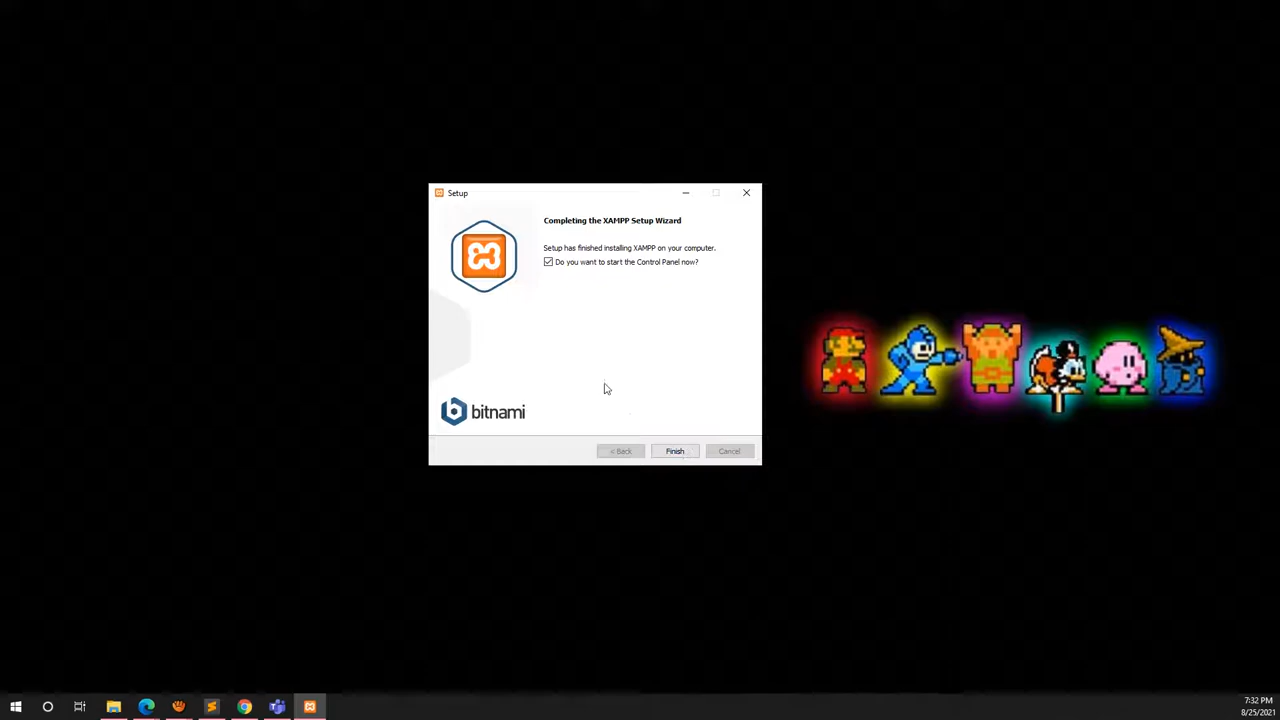 Setup
Completing the XAMPP Setup Wizard
Setup has finished installing XAMPP on your computer.
Do you want to start the Control Panel now?
bitnami
< Back
Finish
Cancel
7:32 PM
8/25/2021